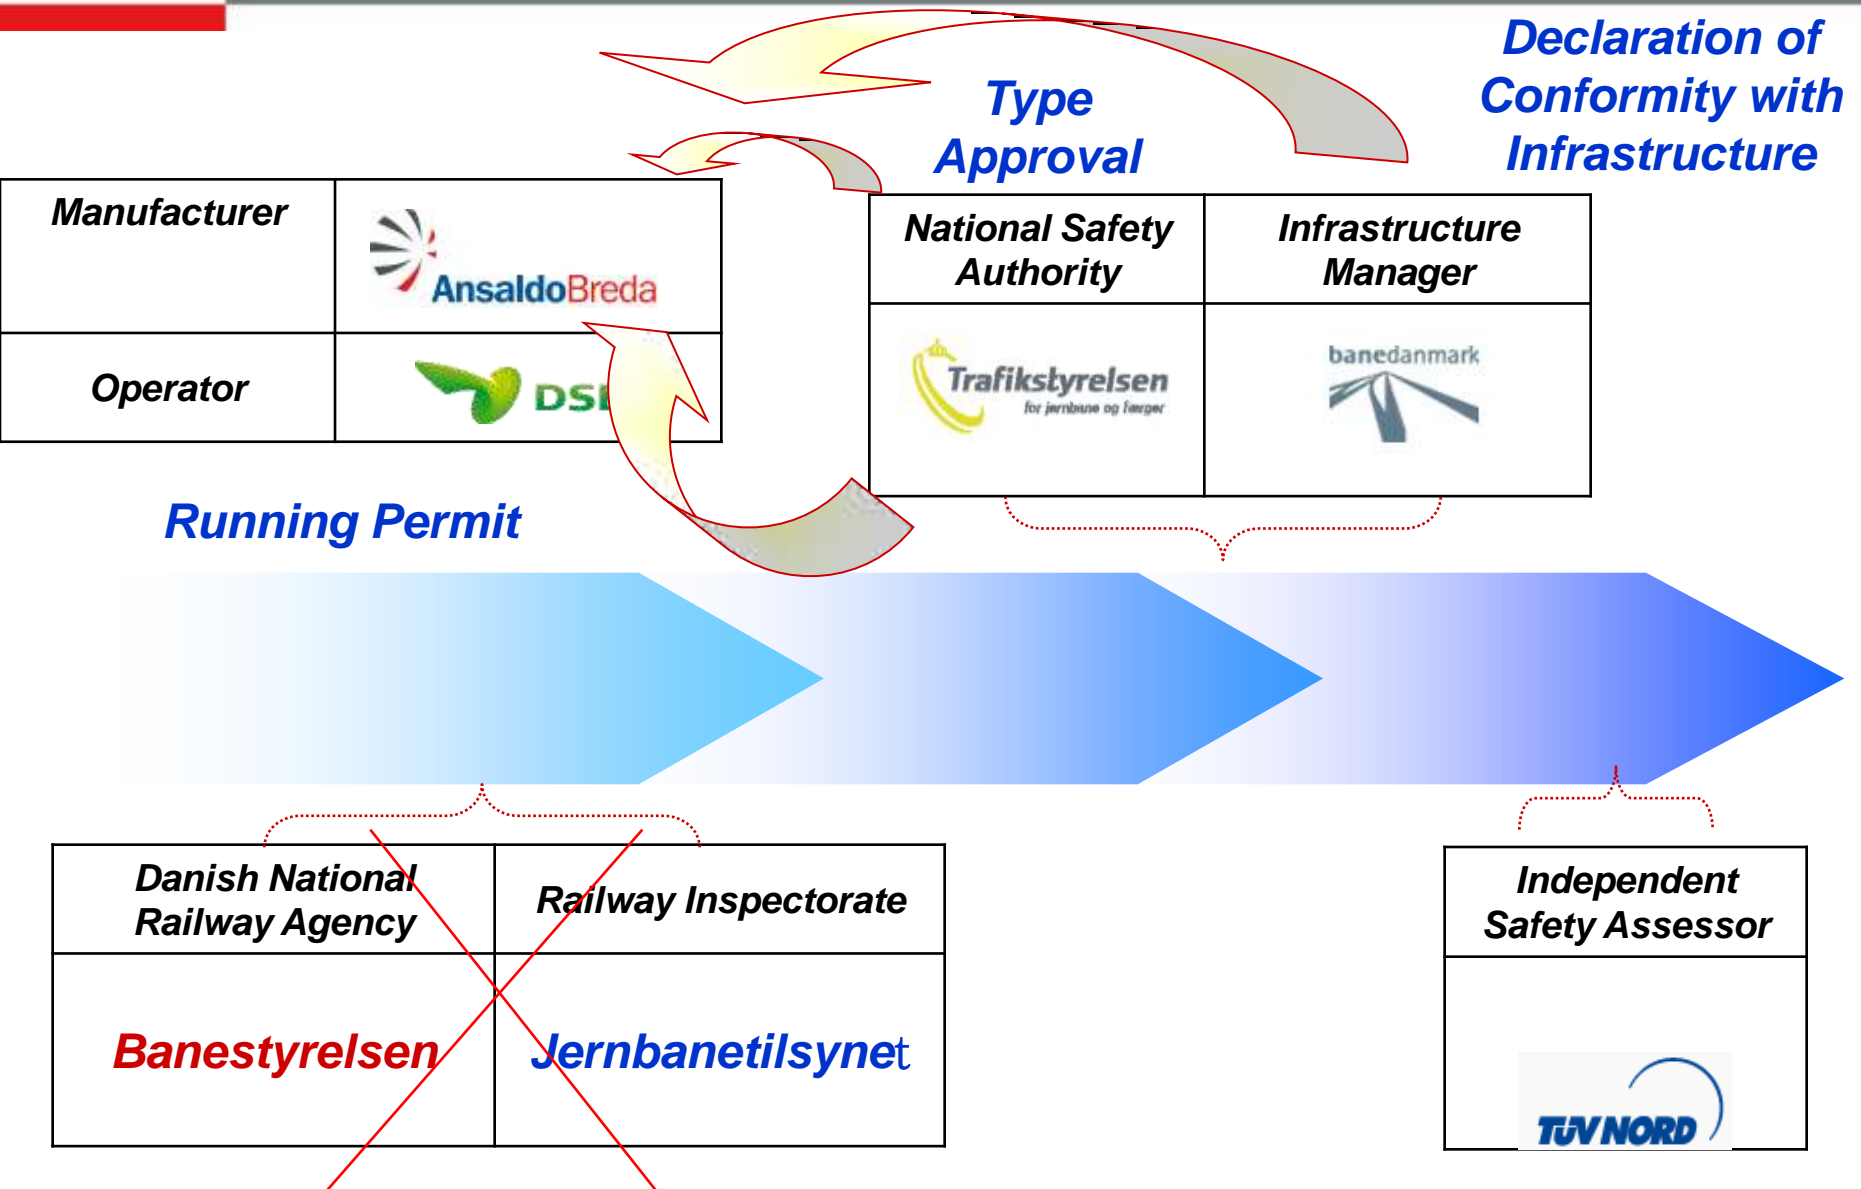 Declaration of
Conformity with
Infrastructure
Type
Approval
Manufacturer
AnsaldoBreda
Operator
DSB
National Safety
Authority
Infrastructure
Manager
Trafikstyrelsen
for jernbane og færger
banedanmark
Running Permit
Danish National
Railway Agency
Railway Inspectorate
Banestyrelsen
Jernbanetilsynet
Independent
Safety Assessor
TÜV NORD